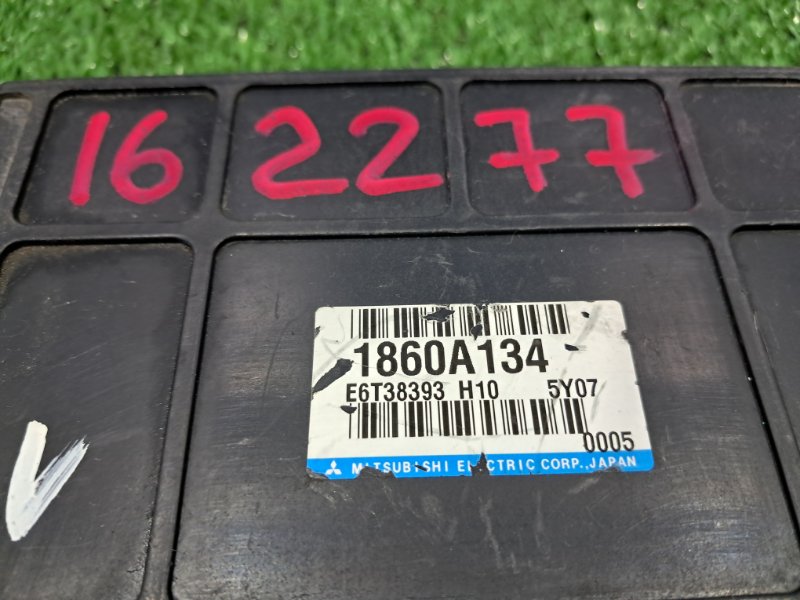 16 22 77
1860A134
E6T38393 H10 5Y07
0005
MITSUBISHI ELECTRIC CORP., JAPAN